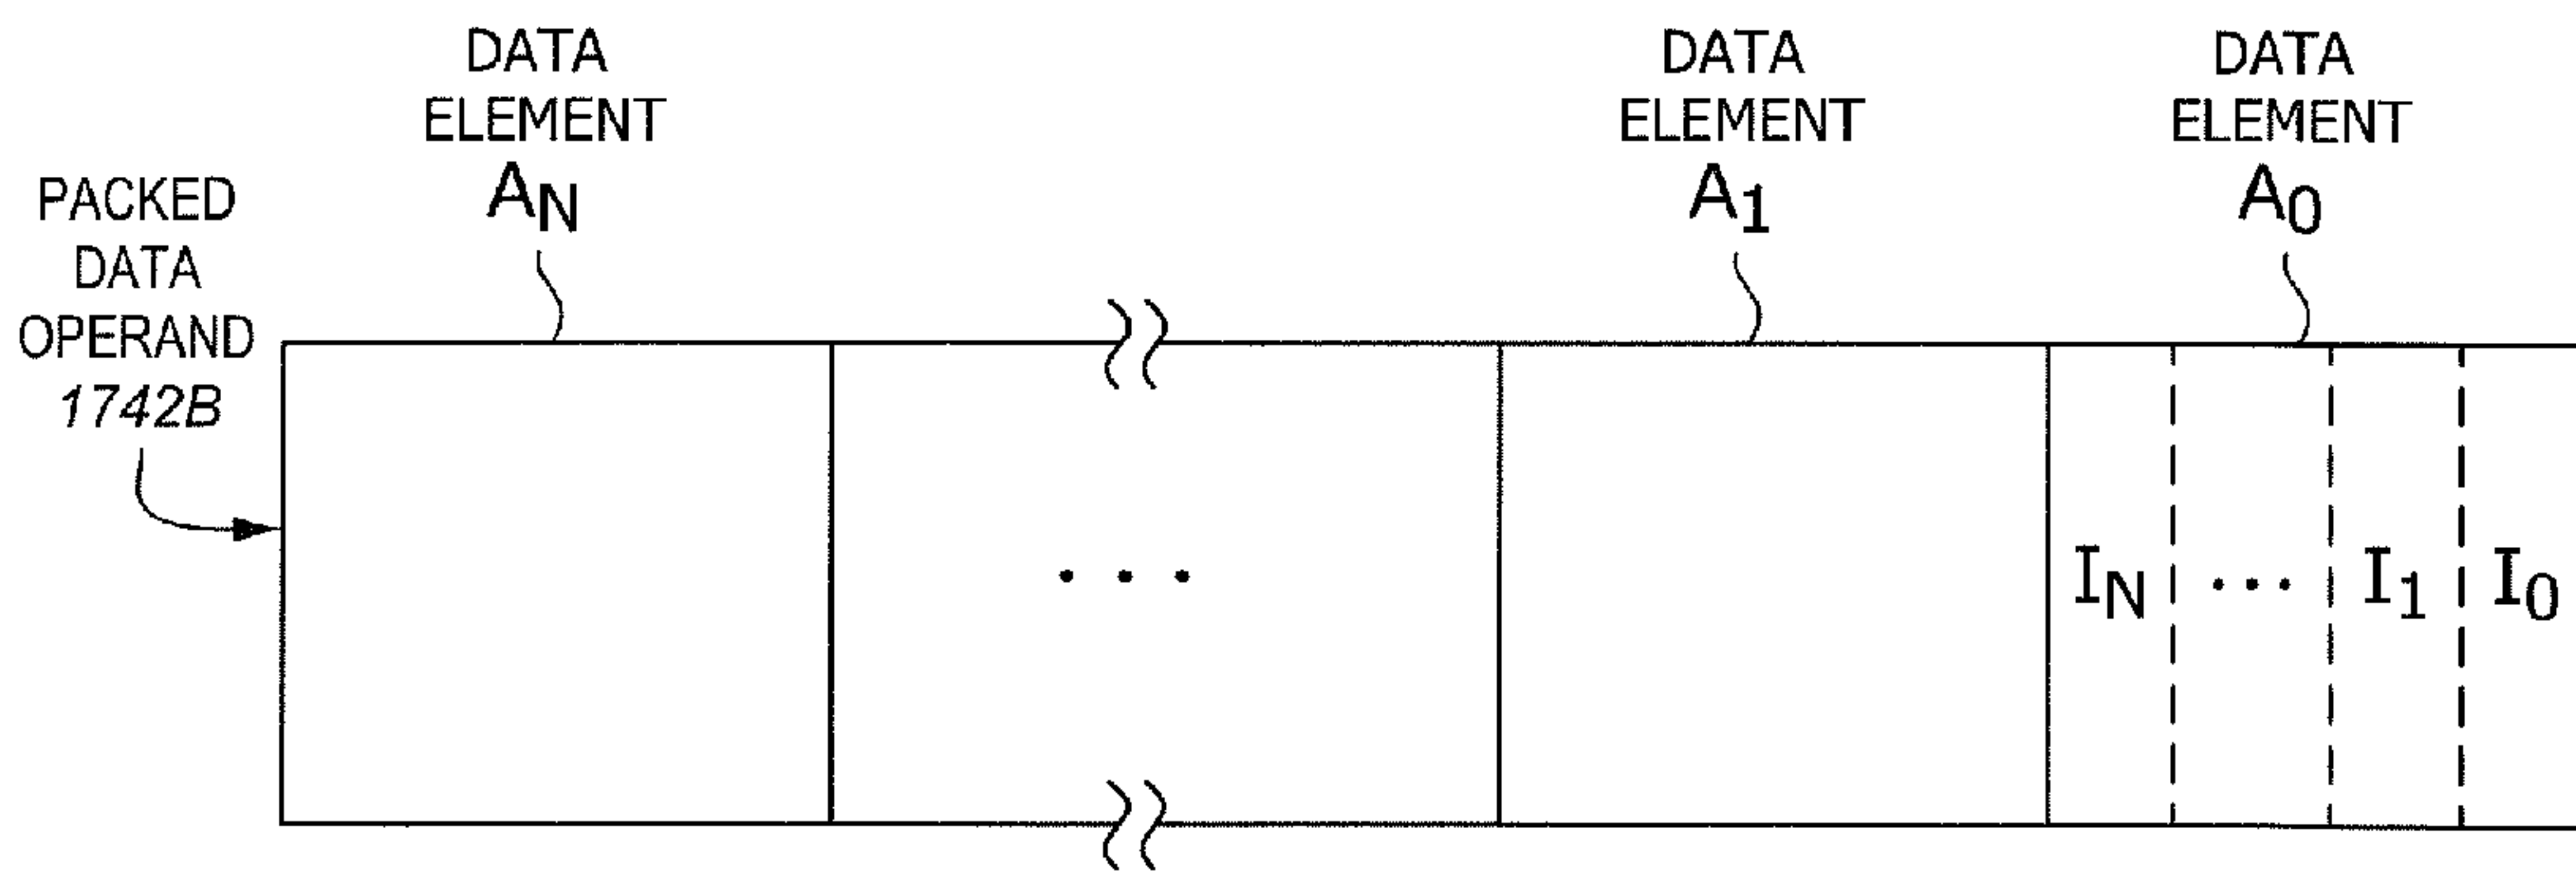 DATA
ELEMENT
A_N
DATA
ELEMENT
A_1
DATA
ELEMENT
A_0
PACKED
DATA
OPERAND
1742B
. . .
I_N
. . .
I_1
I_0